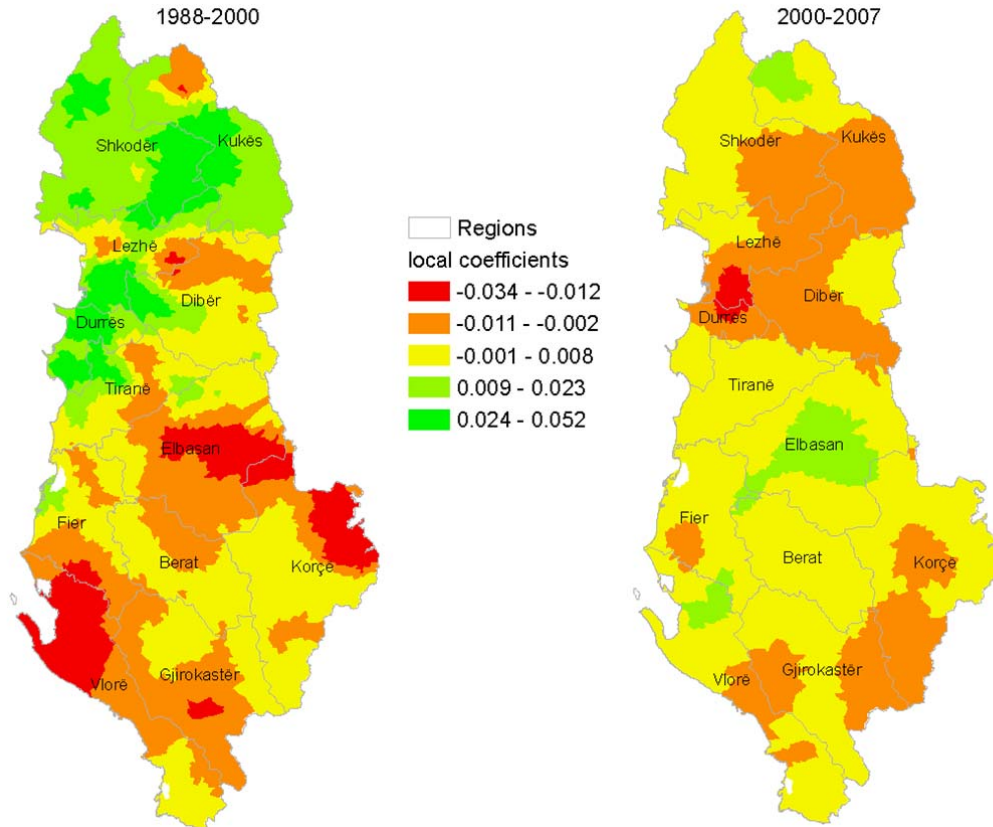 1988-2000
2000-2007
Shkodër
Kukës
Lezhë
Dibër
Durrës
Tiranë
Elbasan
Fier
Berat
Korçe
Gjirokastër
Vlorë
Regions
local coefficients
-0.034 - -0.012
-0.011 - -0.002
-0.001 - 0.008
0.009 - 0.023
0.024 - 0.052
Shkodër
Kukës
Lezhë
Dibër
Durrës
Tiranë
Elbasan
Fier
Berat
Korçe
Gjirokastër
Vlorë